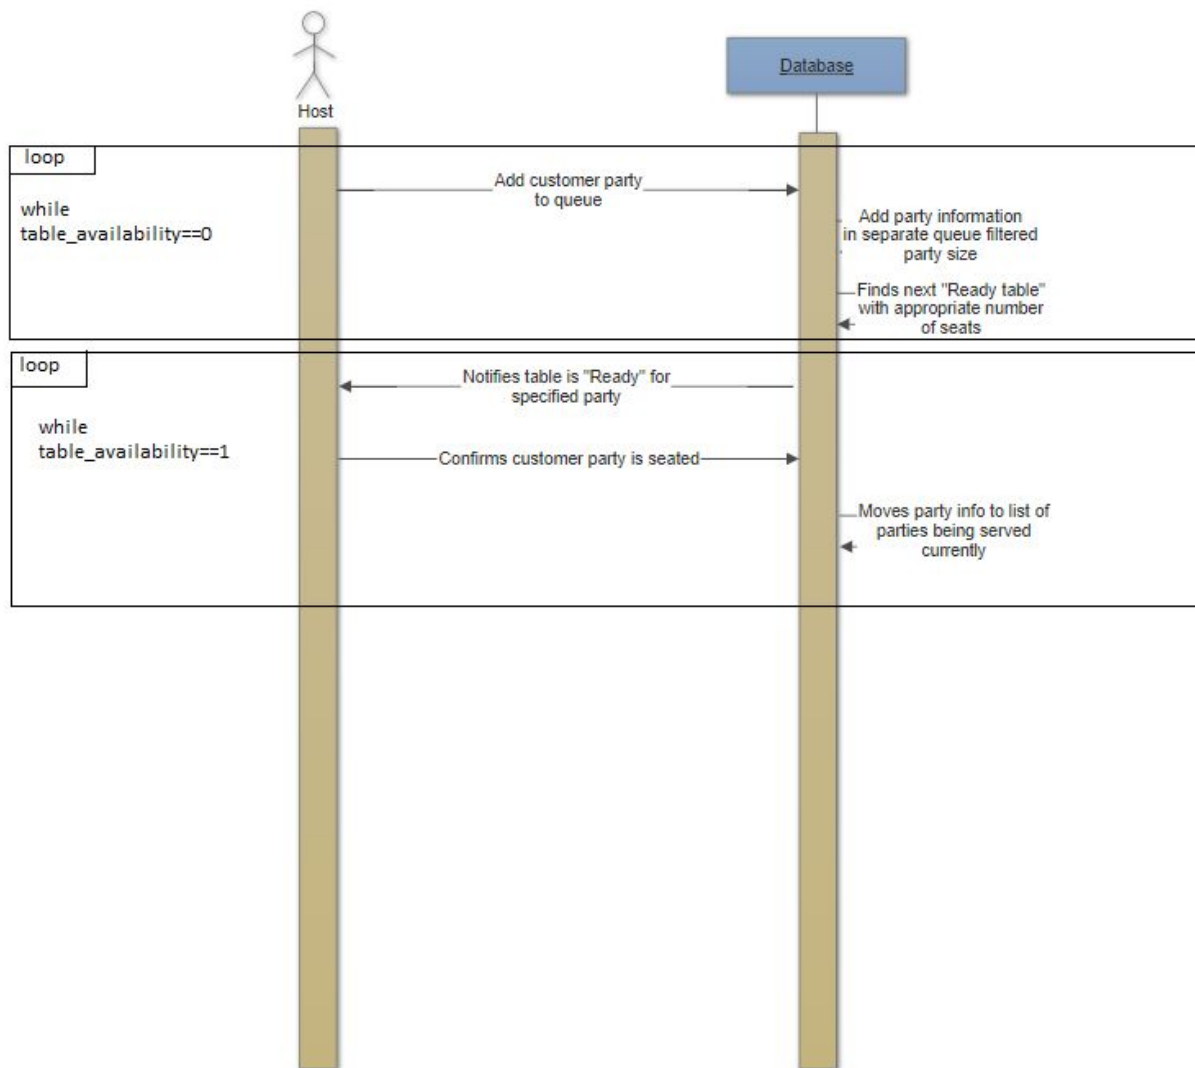 Host
Database
loop
while
table_availability==0
Add customer party
to queue
Add party information
in separate queue filtered
party size
Finds next "Ready table"
with appropriate number
of seats
loop
while
table_availability==1
Notifies table is "Ready" for
specified party
Confirms customer party is seated
Moves party info to list of
parties being served
currently